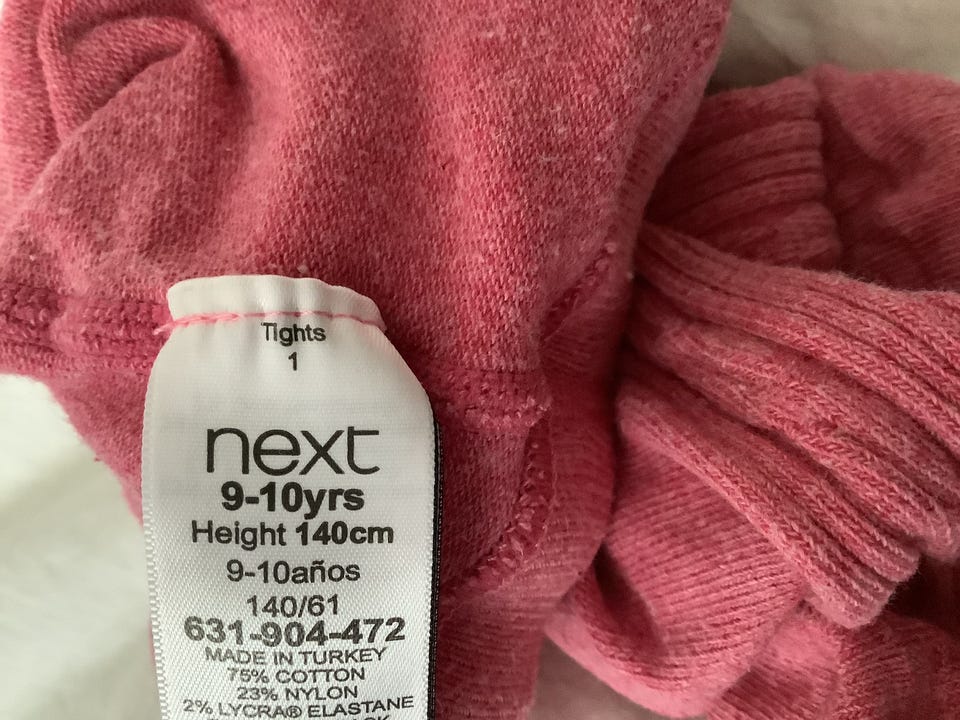 Tights
1
next
9-10yrs
Height 140cm
9-10años
140/61
631-904-472
MADE IN TURKEY
75% COTTON
23% NYLON
2% LYCRA® ELASTANE